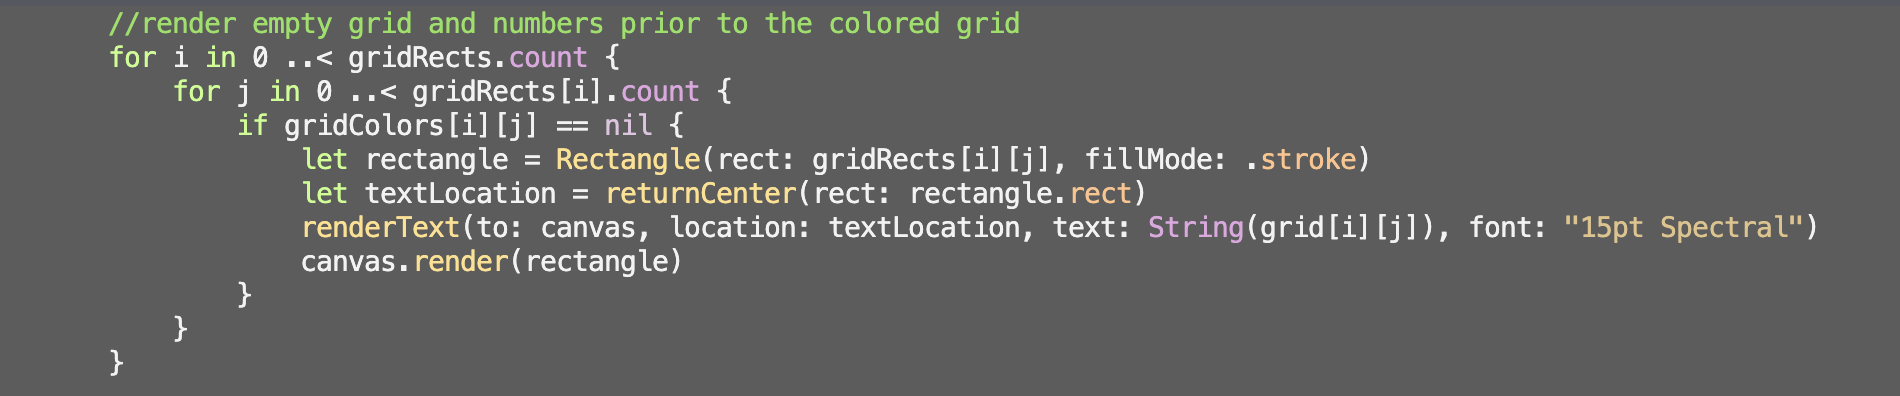 //render empty grid and numbers prior to the colored grid
for i in 0 ..< gridRects.count {
    for j in 0 ..< gridRects[i].count {
        if gridColors[i][j] == nil {
            let rectangle = Rectangle(rect: gridRects[i][j], fillMode: .stroke)
            let textLocation = returnCenter(rect: rectangle.rect)
            renderText(to: canvas, location: textLocation, text: String(grid[i][j]), font: "15pt Spectral")
            canvas.render(rectangle)
        }
    }
}